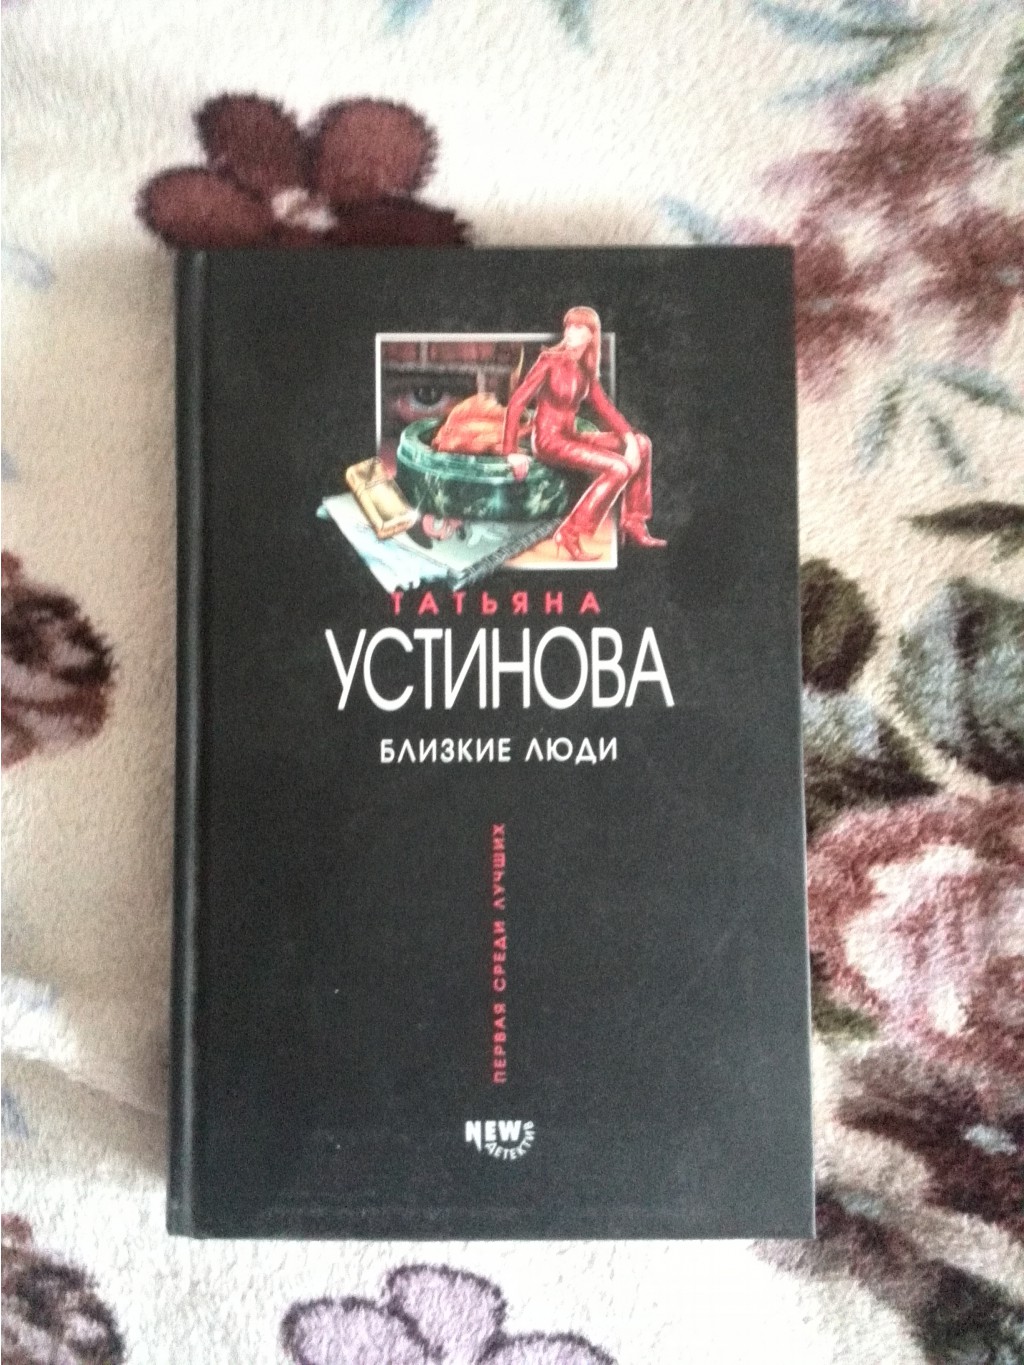 ТАТЬЯНА
УСТИНОВА
БЛИЗКИЕ ЛЮДИ
ПЕРВАЯ СРЕДИ ЛУЧШИХ
NEW
ДЕТЕКТИВ